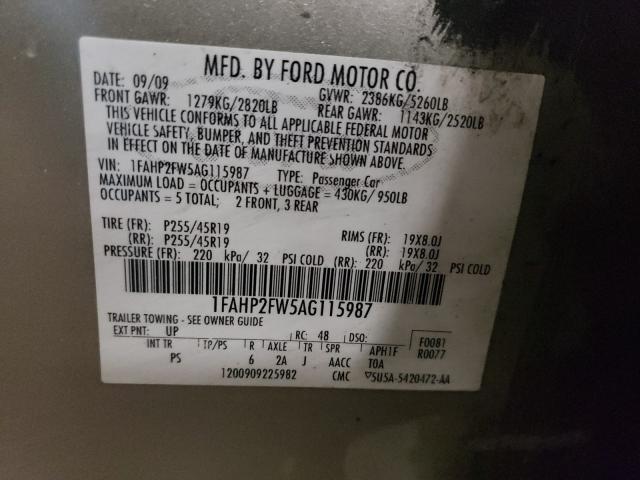 MFD. BY FORD MOTOR CO.
DATE: 09/09 GVWR: 2386KG/5260LB
FRONT GAWR: 1279KG/2820LB REAR GAWR: 1143KG/2520LB
THIS VEHICLE CONFORMS TO ALL APPLICABLE FEDERAL MOTOR
VEHICLE SAFETY, BUMPER, AND THEFT PREVENTION STANDARDS
IN EFFECT ON THE DATE OF MANUFACTURE SHOWN ABOVE.
VIN: 1FAHP2FW5AG115987 TYPE: Passenger Car
MAXIMUM LOAD = OCCUPANTS + LUGGAGE = 430KG/ 950LB
OCCUPANTS = 5 TOTAL; 2 FRONT, 3 REAR
TIRE (FR): P255/45R19 RIMS (FR): 19X8.0J
(RR): P255/45R19 (RR): 19X8.0J
PRESSURE (FR): 220 kPa/ 32 PSI COLD (RR): 220 kPa/ 32 PSI COLD
1FAHP2FW5AG115987
TRAILER TOWING - SEE OWNER GUIDE
EXT PNT: UP RC: 48 DSO: F0081
INT TR TP/PS R AXLE TR SPR APH1F R0077
PS 6 2A J AACC TOA
1200909225982 CMC ▽5U5A-5420472-AA